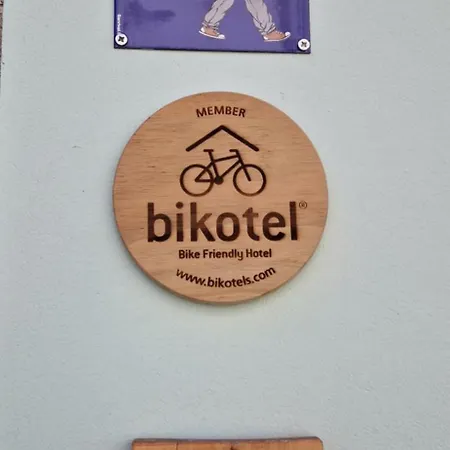 MEMBER
bikotel®
Bike Friendly Hotel
www.bikotels.com